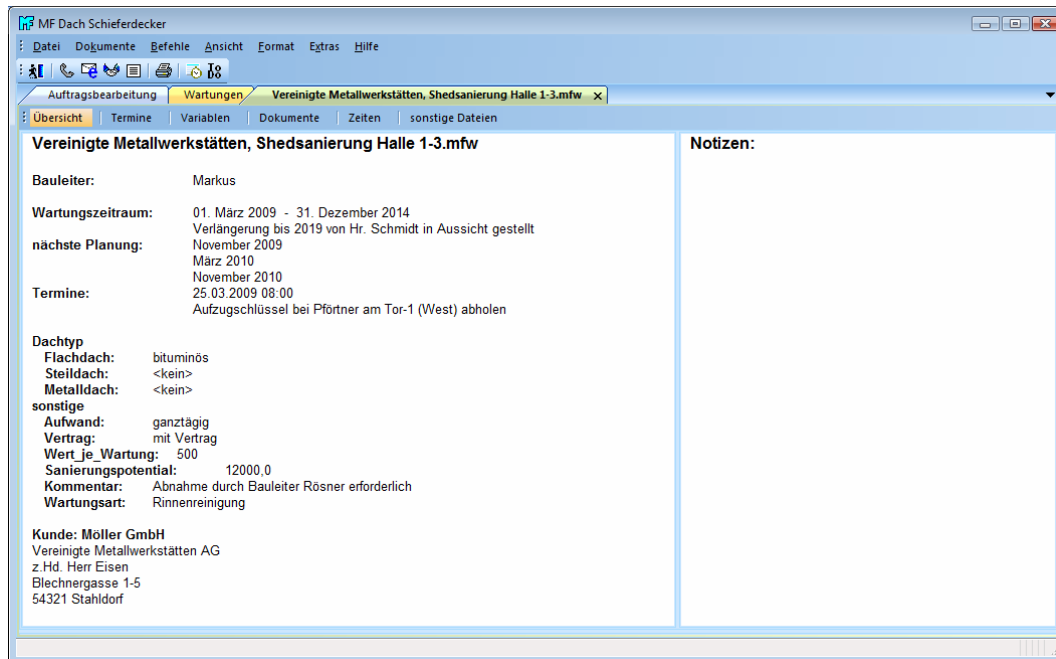 MF Dach Schieferdecker
Datei Dokumente Befehle Ansicht Format Extras Hilfe
Auftragsbearbeitung Wartungen Vereinigte Metallwerkstätten, Shedsanierung Halle 1-3.mfw x
Übersicht Termine Variablen Dokumente Zeiten sonstige Dateien
Vereinigte Metallwerkstätten, Shedsanierung Halle 1-3.mfw
Bauleiter: Markus
Wartungszeitraum: 01. März 2009 - 31. Dezember 2014
Verlängerung bis 2019 von Hr. Schmidt in Aussicht gestellt
nächste Planung: November 2009
März 2010
November 2010
Termine: 25.03.2009 08:00
Aufzugschlüssel bei Pförtner am Tor-1 (West) abholen
Dachtyp
Flachdach: bituminös
Steildach: <kein>
Metalldach: <kein>
sonstige
Aufwand: ganztägig
Vertrag: mit Vertrag
Wert_je_Wartung: 500
Sanierungspotential: 12000,0
Kommentar: Abnahme durch Bauleiter Rösner erforderlich
Wartungsart: Rinnenreinigung
Kunde: Möller GmbH
Vereinigte Metallwerkstätten AG
z.Hd. Herr Eisen
Blechnergasse 1-5
54321 Stahldorf
Notizen: